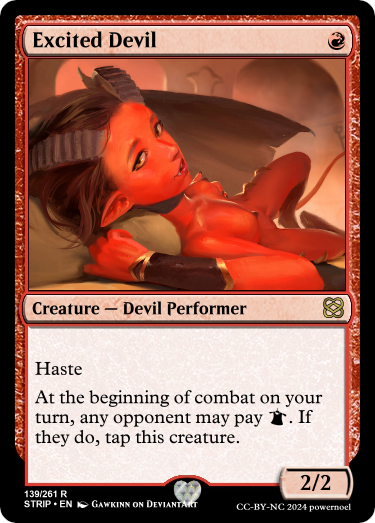 Excited Devil
Creature — Devil Performer
Haste
At the beginning of combat on your
turn, any opponent may pay . If
they do, tap this creature.
2/2
139/261 R
STRIP • EN Gawkinn on DeviantArt
CC-BY-NC 2024 powernoel